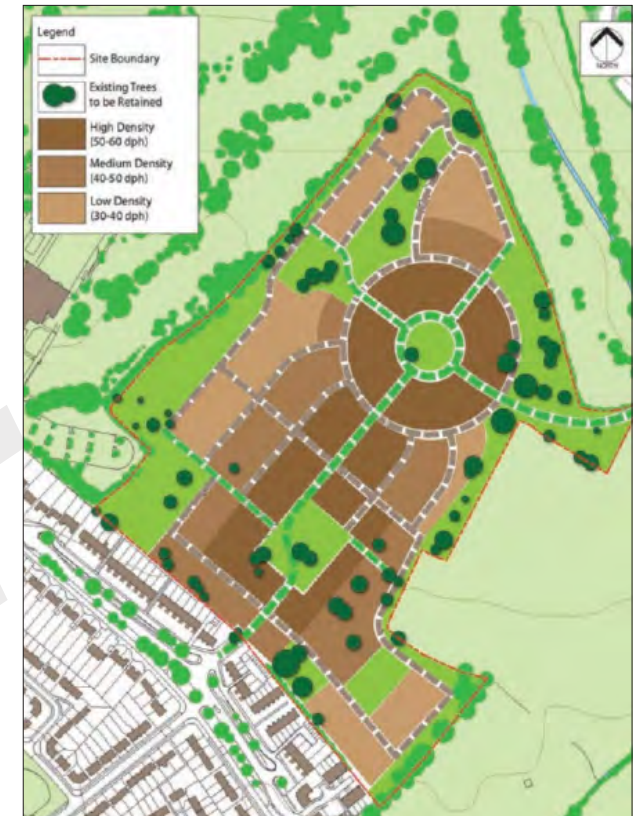 Legend
Site Boundary
Existing Trees
to be Retained
High Density
(50-60 dph)
Medium Density
(40-50 dph)
Low Density
(30-40 dph)
NORTH